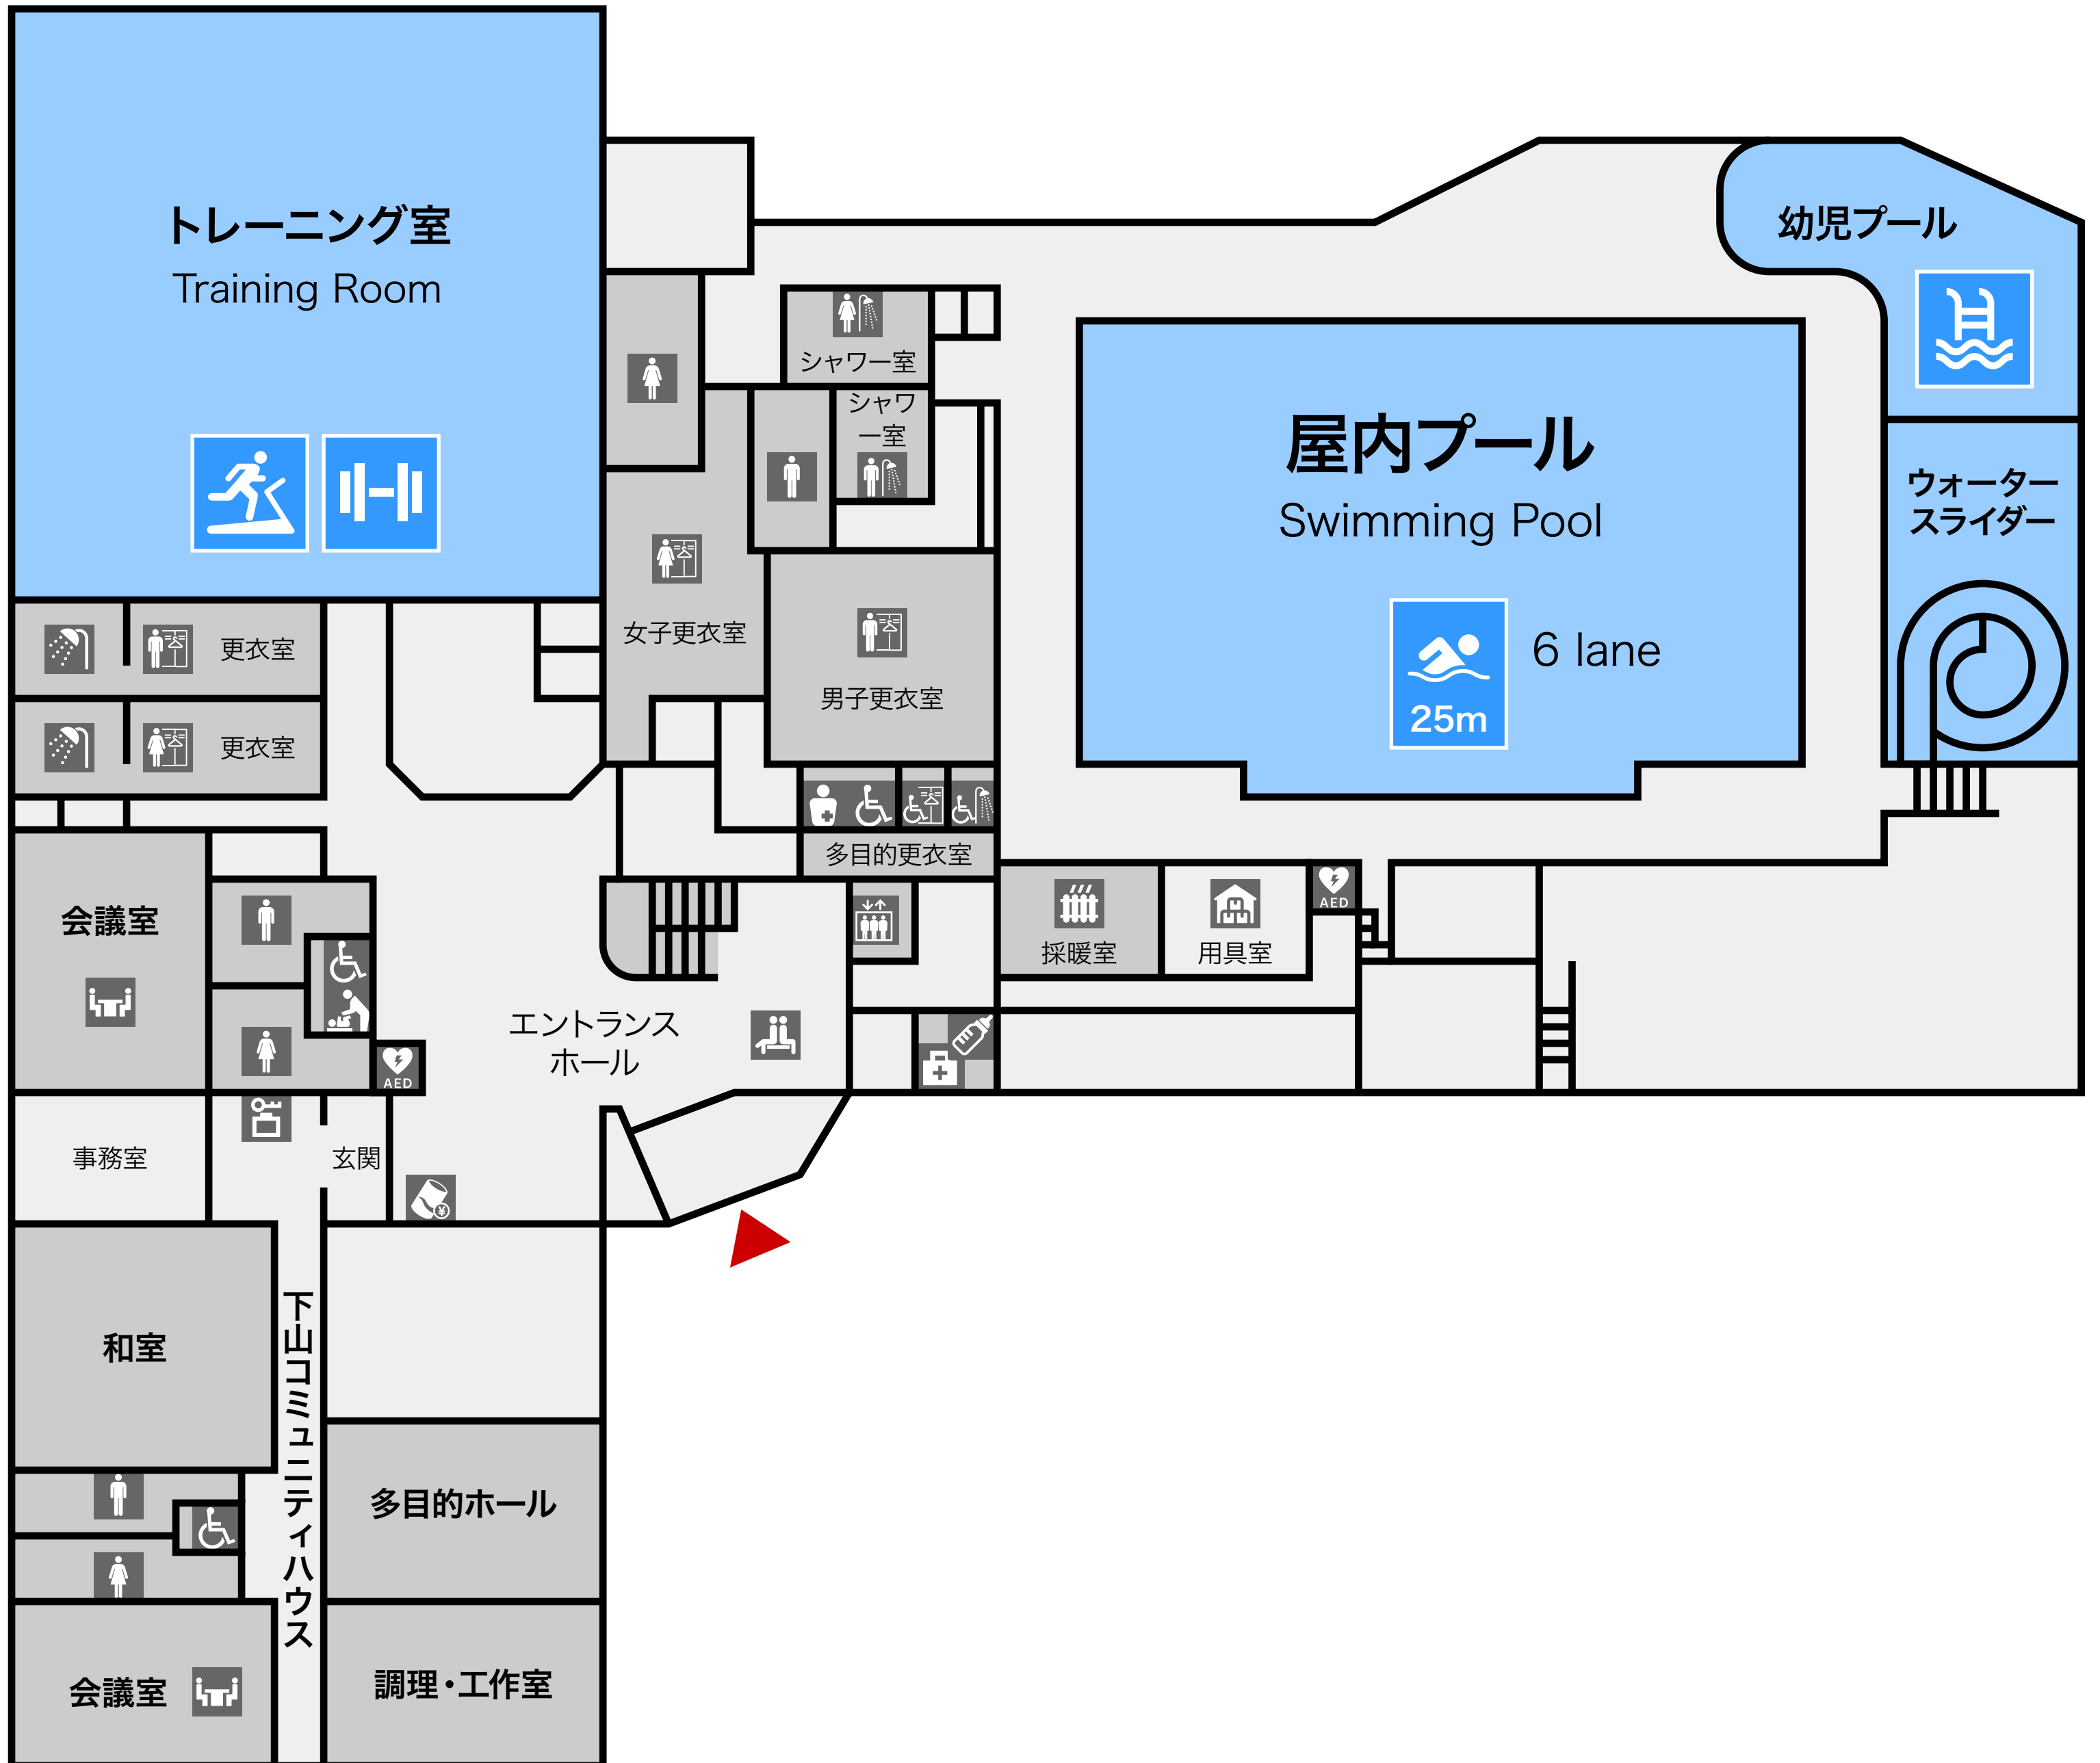 トレーニング室
Training Room
幼児プール
シャワー室
シャワ
ー室
屋内プール
Swimming Pool
ウォーター
スライダー
6 lane
25m
女子更衣室
男子更衣室
更衣室
更衣室
多目的更衣室
会議室
AED
採暖室
用具室
エントランス
ホール
AED
事務室
玄関
¥
和室
下山コミュニティハウス
多目的ホール
会議室
調理・工作室